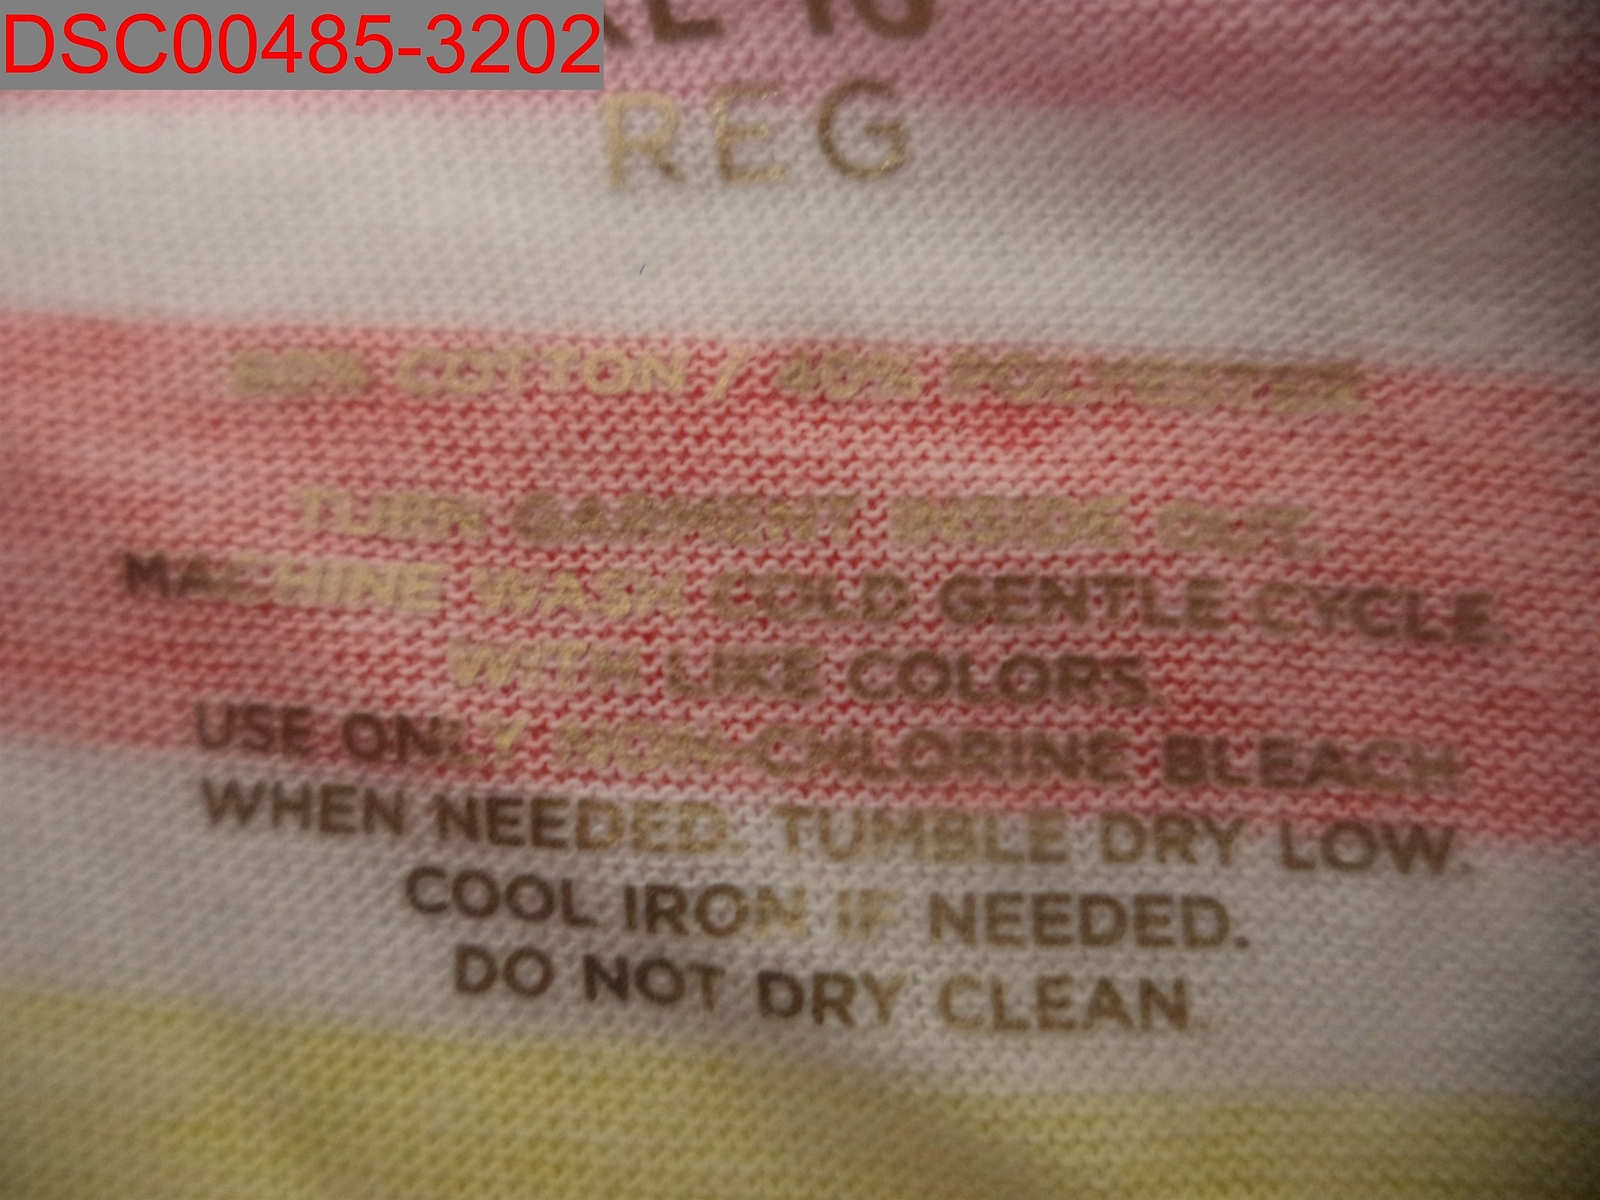 DSC00485-3202
REG
60% COTTON / 40% POLYESTER
TURN GARMENT INSIDE OUT.
MACHINE WASH COLD GENTLE CYCLE.
WITH LIKE COLORS.
USE ONLY NON-CHLORINE BLEACH
WHEN NEEDED. TUMBLE DRY LOW.
COOL IRON IF NEEDED.
DO NOT DRY CLEAN.